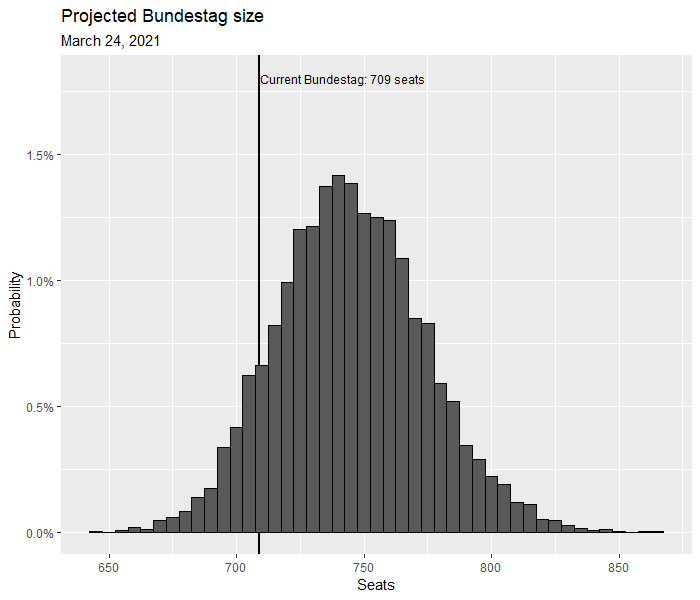 Projected Bundestag size
March 24, 2021
Current Bundestag: 709 seats
1.5%
1.0%
0.5%
0.0%
Probability
650 700 750 800 850
Seats